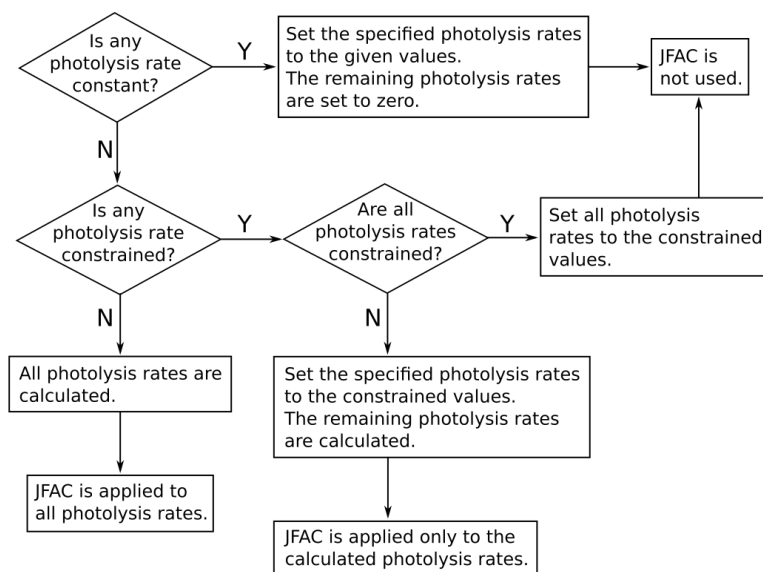 Is any
photolysis rate
constant?
Y
Set the specified photolysis rates
to the given values.
The remaining photolysis rates
are set to zero.
JFAC is
not used.
N
Is any
photolysis rate
constrained?
Y
Are all
photolysis rates
constrained?
Y
Set all photolysis
rates to the constrained
values.
N
N
All photolysis rates are
calculated.
Set the specified photolysis rates
to the constrained values.
The remaining photolysis rates
are calculated.
JFAC is applied to
all photolysis rates.
JFAC is applied only to the
calculated photolysis rates.